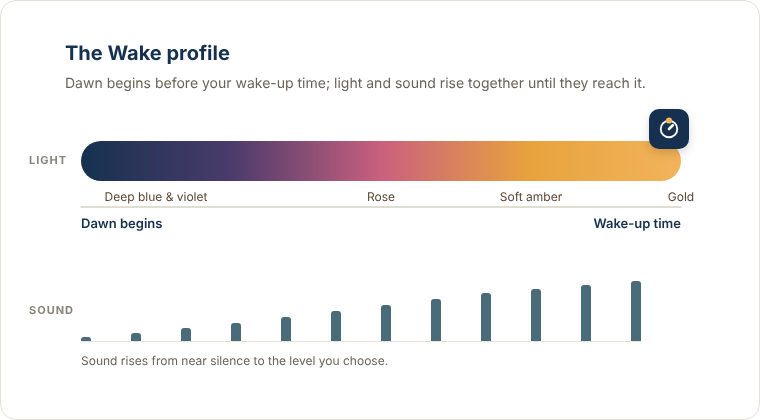 The Wake profile
Dawn begins before your wake-up time; light and sound rise together until they reach it.
LIGHT
Deep blue & violet Rose Soft amber Gold
Dawn begins Wake-up time
SOUND
Sound rises from near silence to the level you choose.